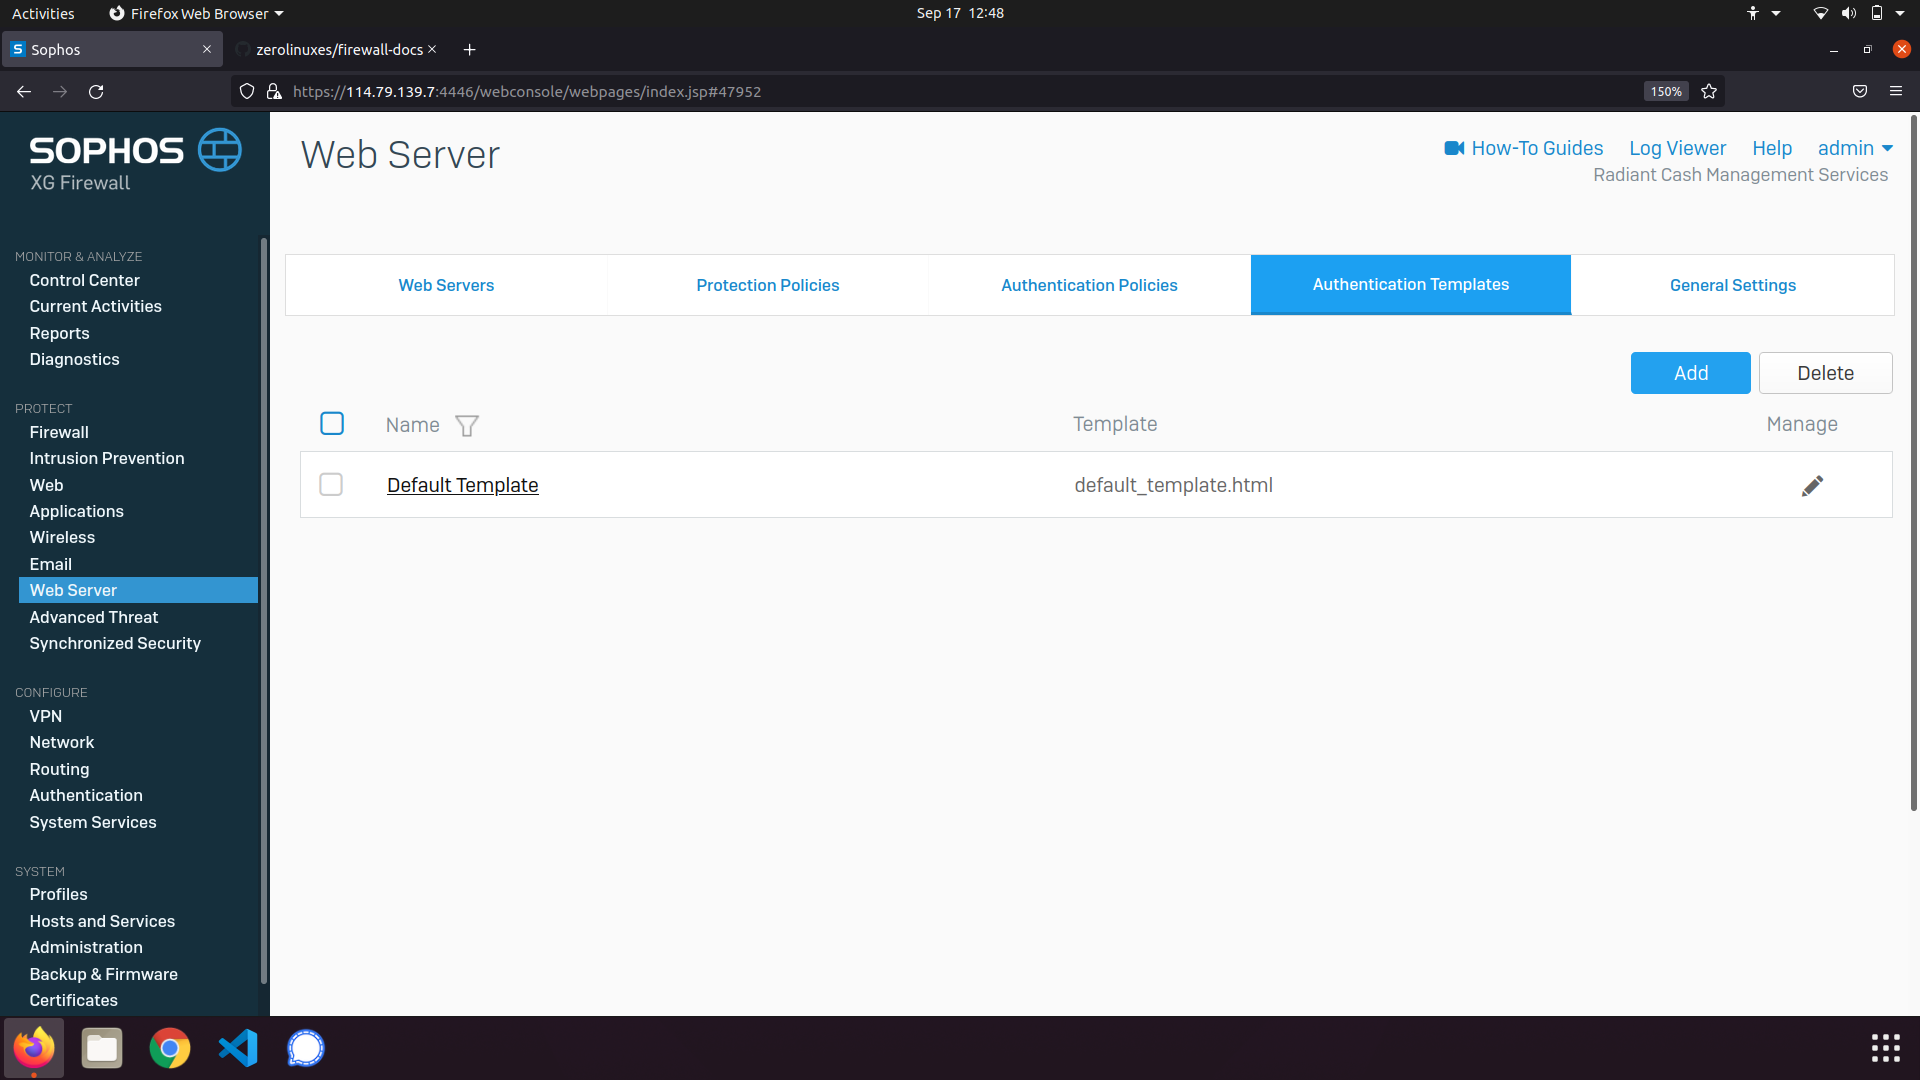 Activities
Firefox Web Browser
Sep 17 12:48
Sophos
zerolinuxes/firewall-docs
https://114.79.139.7:4446/webconsole/webpages/index.jsp#47952
150%
SOPHOS
XG Firewall
Web Server
How-To Guides
Log Viewer
Help
admin
Radiant Cash Management Services
MONITOR & ANALYZE
Control Center
Current Activities
Reports
Diagnostics
PROTECT
Firewall
Intrusion Prevention
Web
Applications
Wireless
Email
Web Server
Advanced Threat
Synchronized Security
CONFIGURE
VPN
Network
Routing
Authentication
System Services
SYSTEM
Profiles
Hosts and Services
Administration
Backup & Firmware
Certificates
Web Servers
Protection Policies
Authentication Policies
Authentication Templates
General Settings
Add
Delete
Name
Template
Manage
Default Template
default_template.html